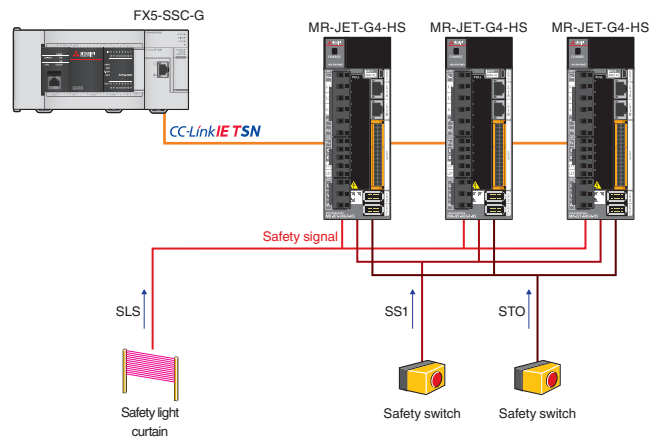 FX5-SSC-G
MR-JET-G4-HS
MR-JET-G4-HS
MR-JET-G4-HS
CC-Link IE TSN
Safety signal
SLS
SS1
STO
Safety light
curtain
Safety switch
Safety switch